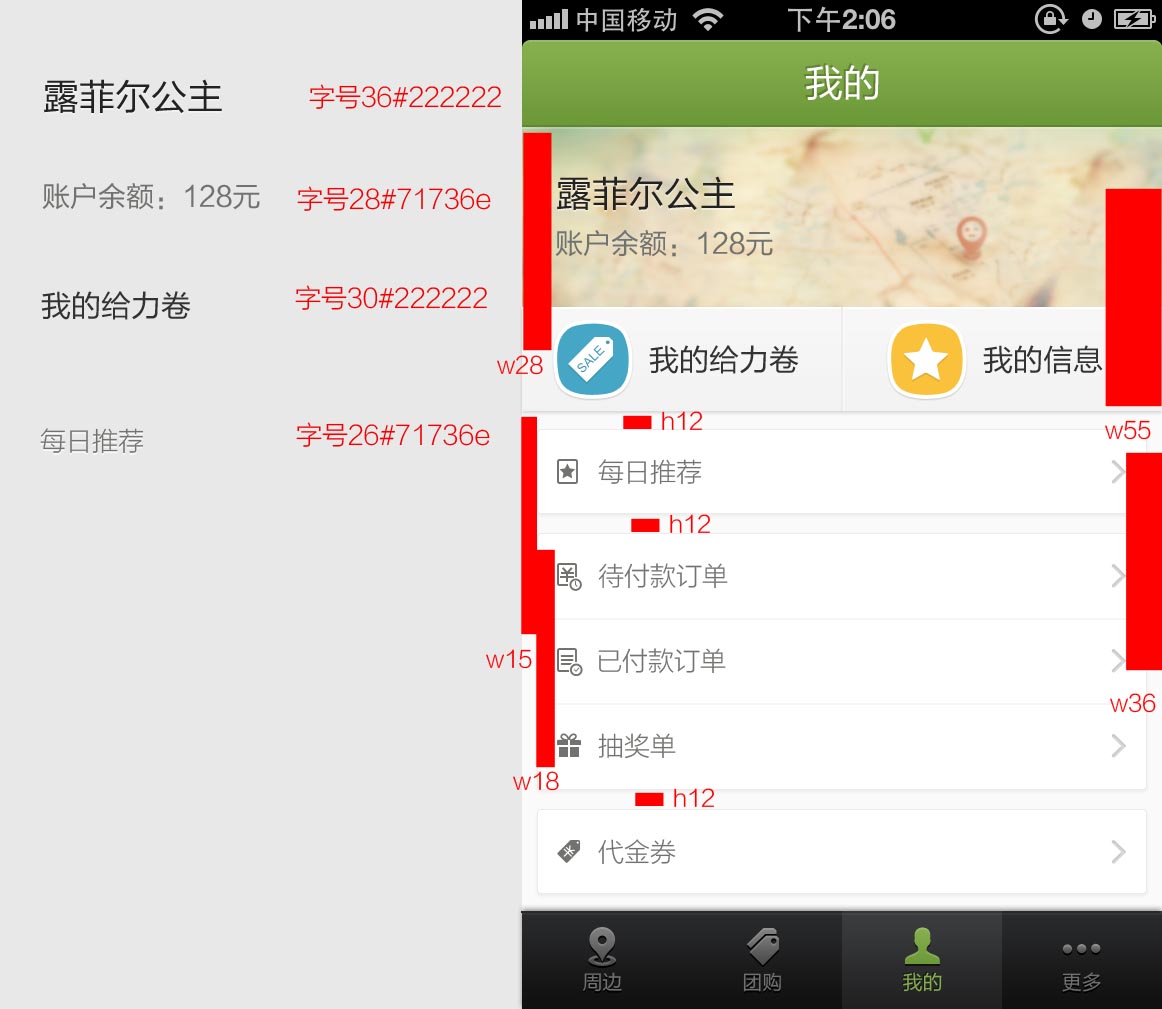 露菲尔公主 字号36#222222
账户余额：128元 字号28#71736e
我的给力卷 字号30#222222
每日推荐 字号26#71736e
中国移动 下午2:06
我的
露菲尔公主
账户余额：128元
w28
SALE 我的给力卷 我的信息
w55
h12
每日推荐
h12
待付款订单
w15
已付款订单
w36
抽奖单
w18
h12
代金券
周边 团购 我的 更多